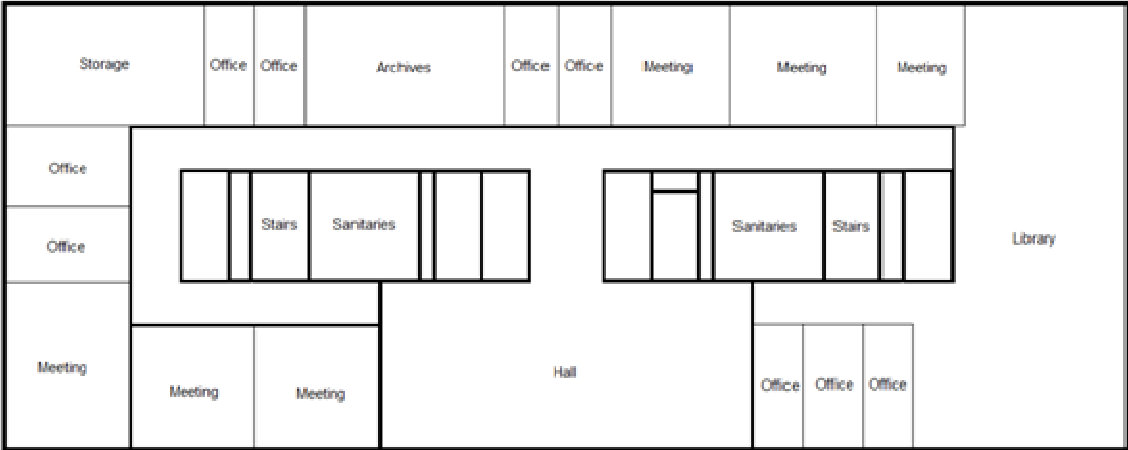 Storage
Office
Office
Archives
Office
Office
Meeting
Meeting
Meeting
Office
Office
Stairs
Sanitaries
Sanitaries
Stairs
Library
Meeting
Meeting
Meeting
Hall
Office
Office
Office